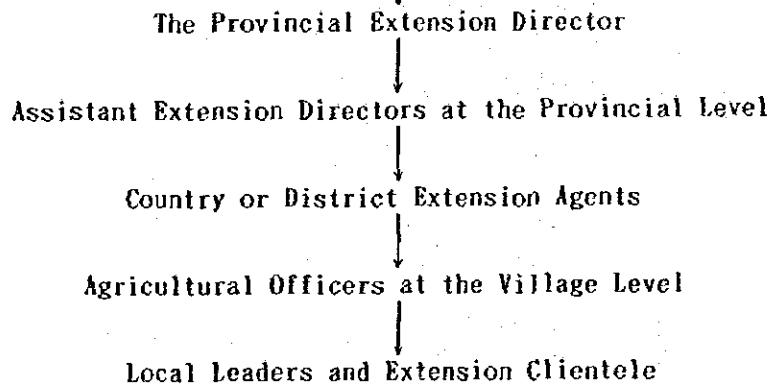 The Provincial Extension Director
Assistant Extension Directors at the Provincial Level
Country or District Extension Agents
Agricultural Officers at the Village Level
Local Leaders and Extension Clientele